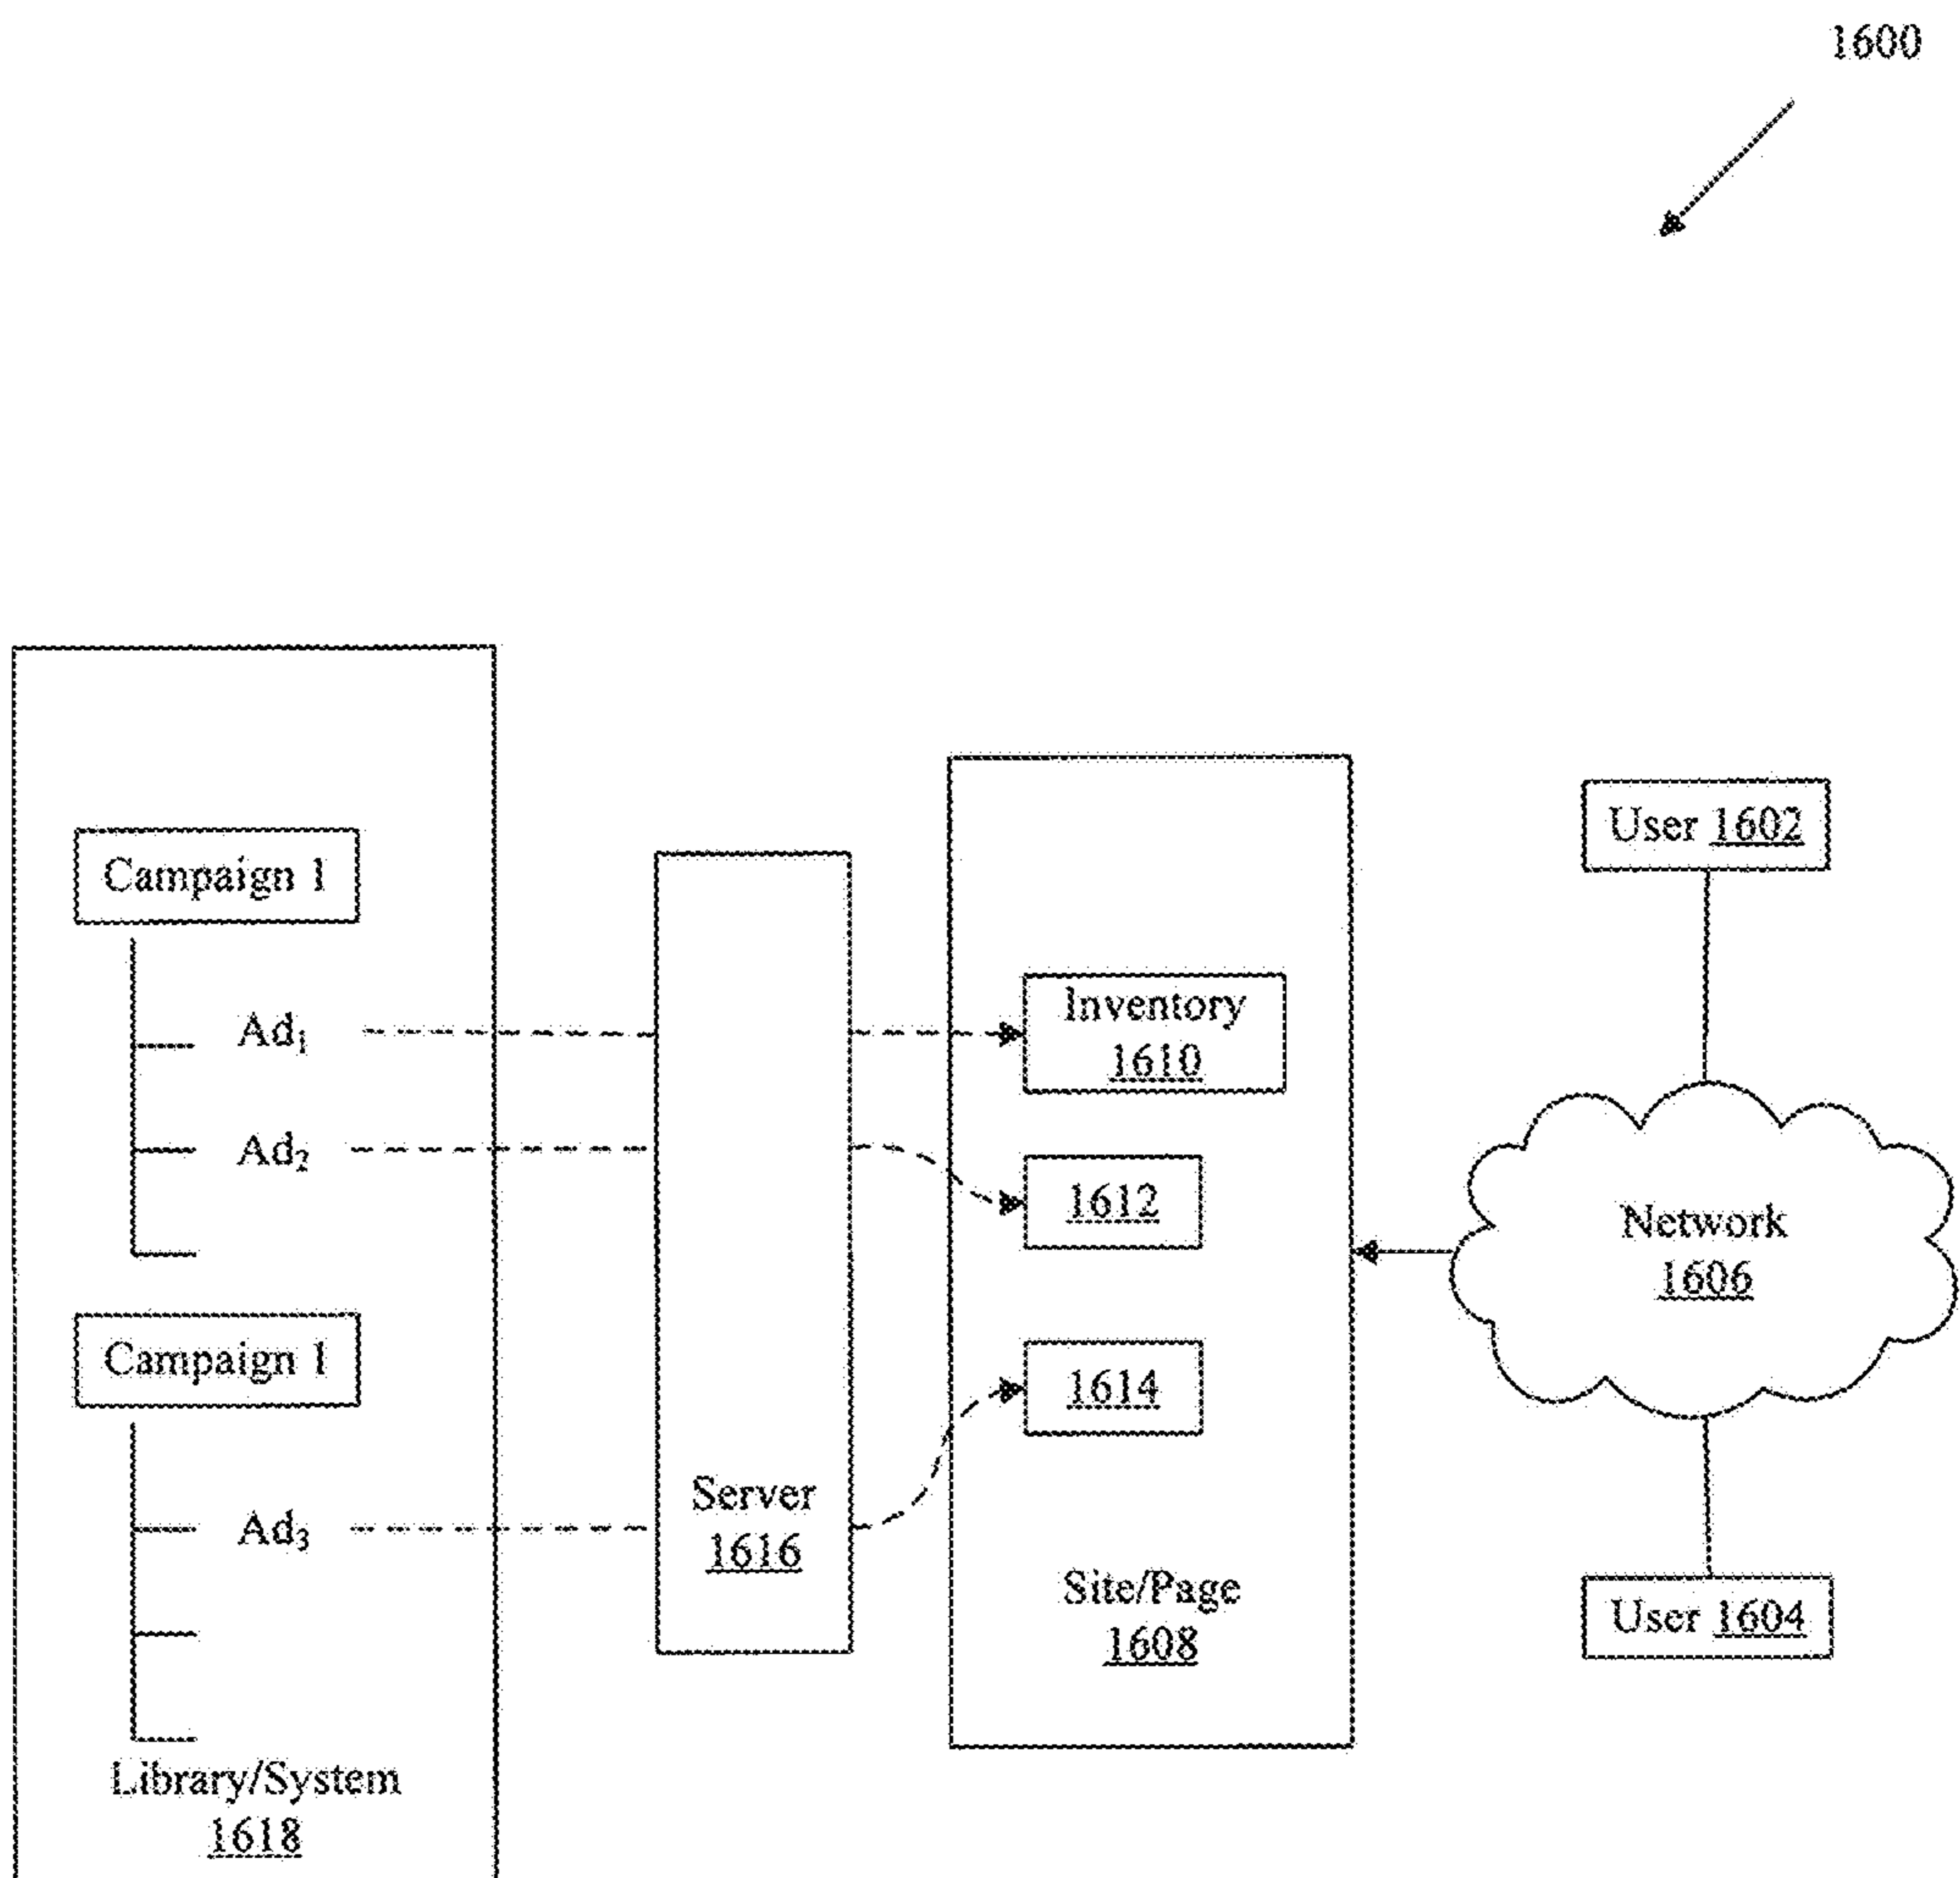 1600
Campaign 1
Ad₁
Ad₂
Campaign 1
Ad₃
Library/System
1618
Server
1616
Inventory
1610
1612
1614
Site/Page
1608
User 1602
Network
1606
User 1604